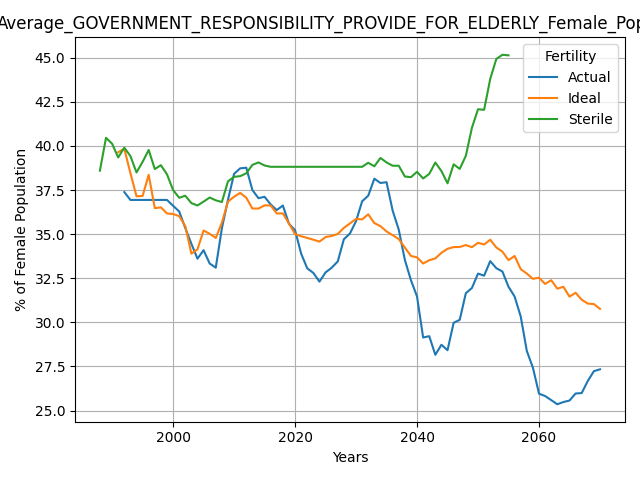 Average_GOVERNMENT_RESPONSIBILITY_PROVIDE_FOR_ELDERLY_Female_Pop
Fertility
Actual
Ideal
Sterile
% of Female Population
45.0
42.5
40.0
37.5
35.0
32.5
30.0
27.5
25.0
2000
2020
2040
2060
Years